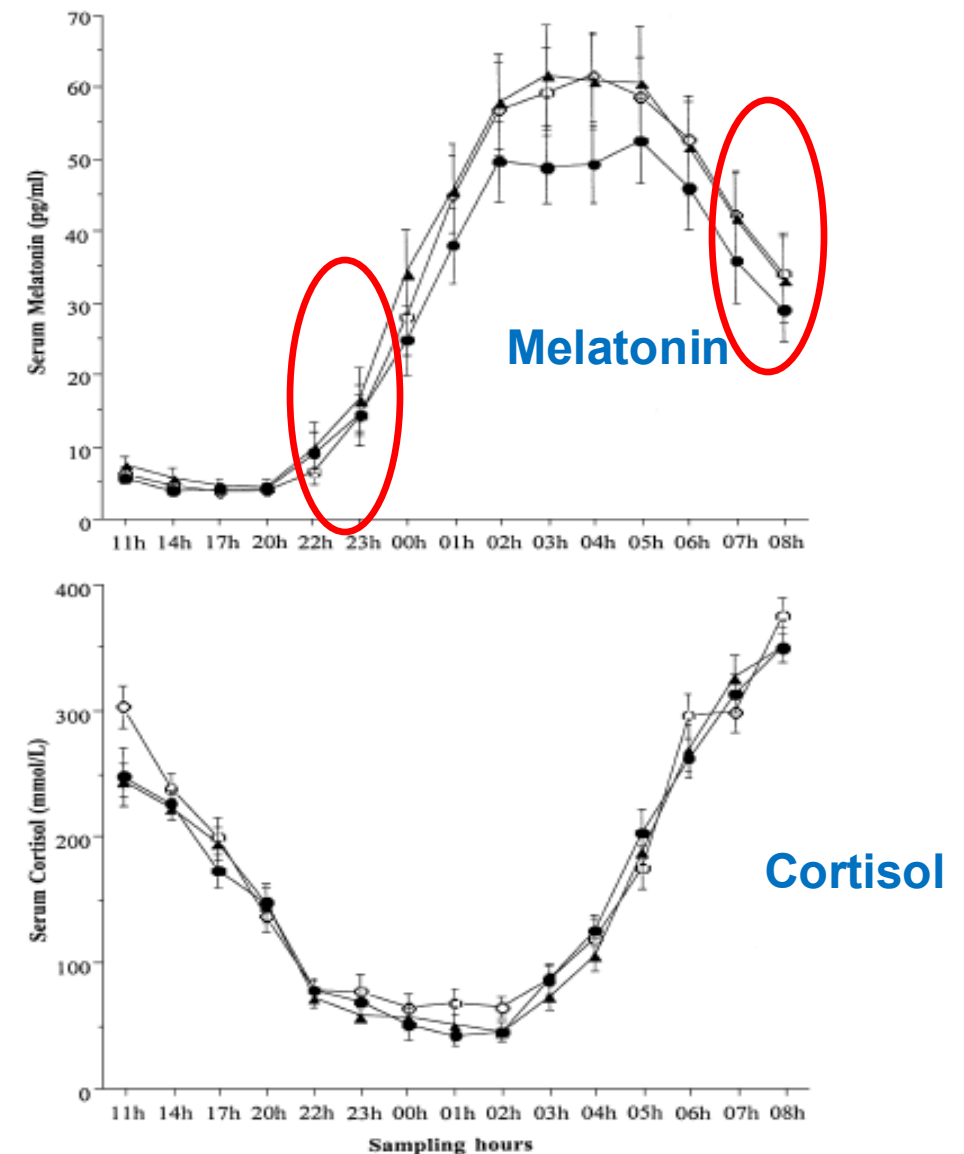 70
60
50
40
30
20
10
0
Serum Melatonin (pg/ml)
Melatonin
11h 14h 17h 20h 22h 23h 00h 01h 02h 03h 04h 05h 06h 07h 08h
400
300
200
100
0
Serum Cortisol (mmol/L)
Cortisol
11h 14h 17h 20h 22h 23h 00h 01h 02h 03h 04h 05h 06h 07h 08h
Sampling hours